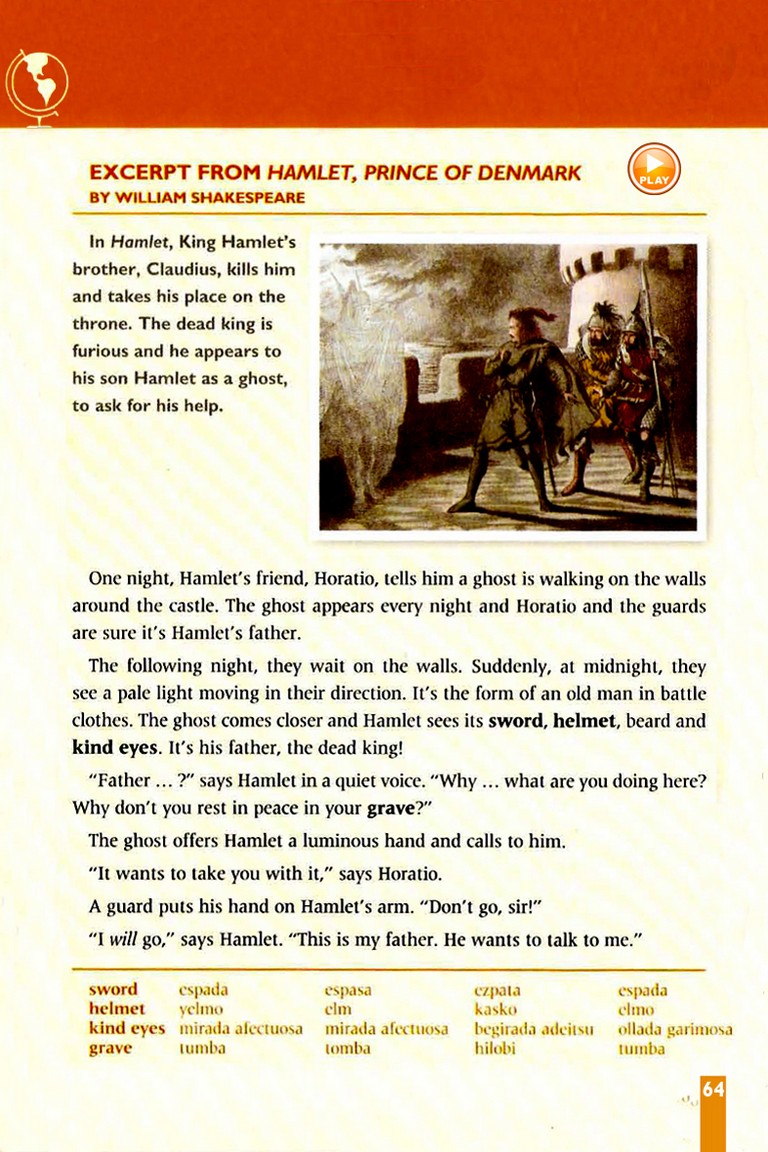 EXCERPT FROM HAMLET, PRINCE OF DENMARK
PLAY
BY WILLIAM SHAKESPEARE
In Hamlet, King Hamlet's
brother, Claudius, kills him
and takes his place on the
throne. The dead king is
furious and he appears to
his son Hamlet as a ghost,
to ask for his help.
One night, Hamlet's friend, Horatio, tells him a ghost is walking on the walls
around the castle. The ghost appears every night and Horatio and the guards
are sure it's Hamlet's father.
The following night, they wait on the walls. Suddenly, at midnight, they
see a pale light moving in their direction. It's the form of an old man in battle
clothes. The ghost comes closer and Hamlet sees its sword, helmet, beard and
kind eyes. It's his father, the dead king!
"Father … ?" says Hamlet in a quiet voice. "Why … what are you doing here?
Why don't you rest in peace in your grave?"
The ghost offers Hamlet a luminous hand and calls to him.
"It wants to take you with it," says Horatio.
A guard puts his hand on Hamlet's arm. "Don't go, sir!"
"I will go," says Hamlet. "This is my father. He wants to talk to me."
sword espada espasa ezpata espada
helmet yelmo elm kasko elmo
kind eyes mirada afectuosa mirada afectuosa begirada adeitsu ollada garimosa
grave tumba tomba hilobi tumba
64